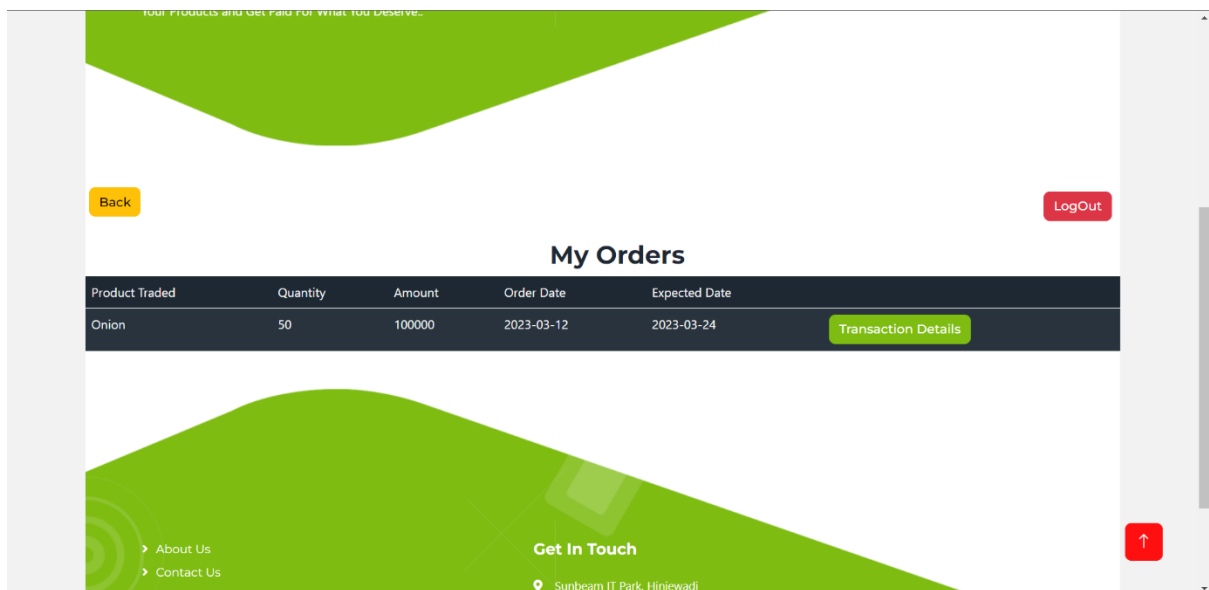 Your Products and Get Paid For What You Deserve..
Back
LogOut
My Orders
Product Traded Quantity Amount Order Date Expected Date
Onion 50 100000 2023-03-12 2023-03-24 Transaction Details
About Us
Get In Touch
Contact Us
Sunbeam IT Park, Hinjewadi